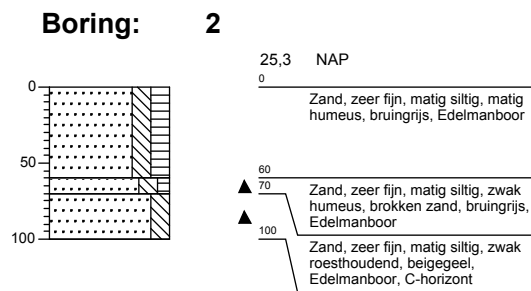 Boring: 2
25,3 NAP
0
0
Zand, zeer fijn, matig siltig, matig
humeus, bruingrijs, Edelmanboor
50
60
70
Zand, zeer fijn, matig siltig, zwak
humeus, brokken zand, bruingrijs,
Edelmanboor
100
100
Zand, zeer fijn, matig siltig, zwak
roesthoudend, beigegeel,
Edelmanboor, C-horizont